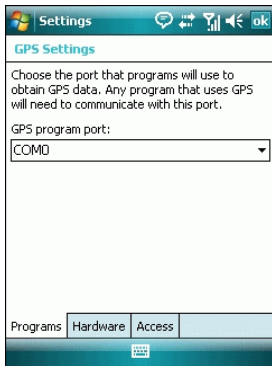 Settings
ok
GPS Settings
Choose the port that programs will use to
obtain GPS data. Any program that uses GPS
will need to communicate with this port.
GPS program port:
COM0
Programs Hardware Access